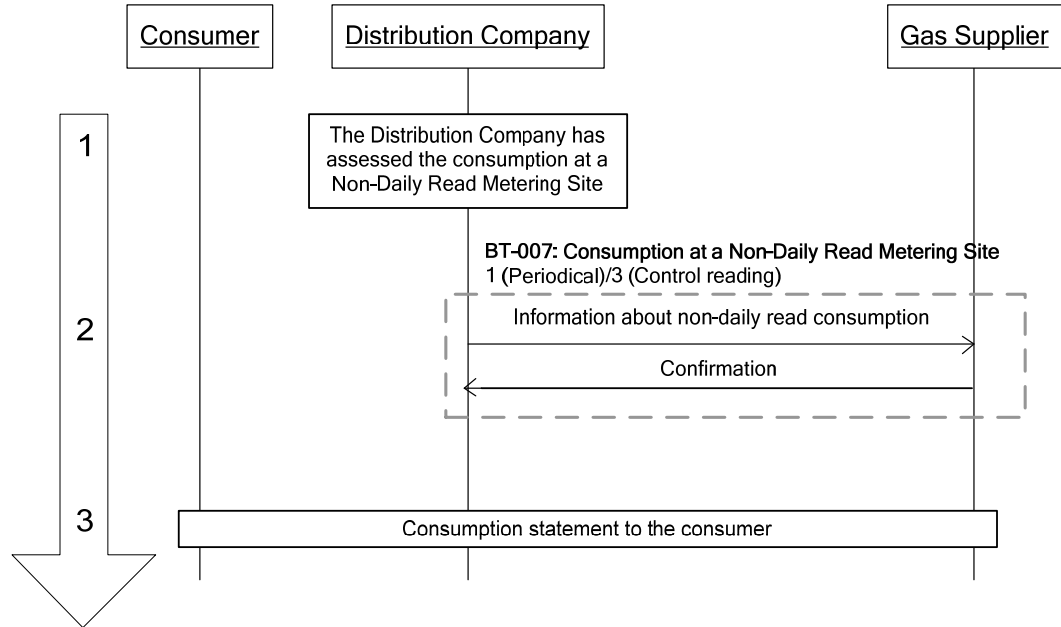 Consumer
Distribution Company
Gas Supplier
1
The Distribution Company has
assessed the consumption at a
Non-Daily Read Metering Site
BT-007: Consumption at a Non-Daily Read Metering Site
1 (Periodical)/3 (Control reading)
2
Information about non-daily read consumption
Confirmation
3
Consumption statement to the consumer